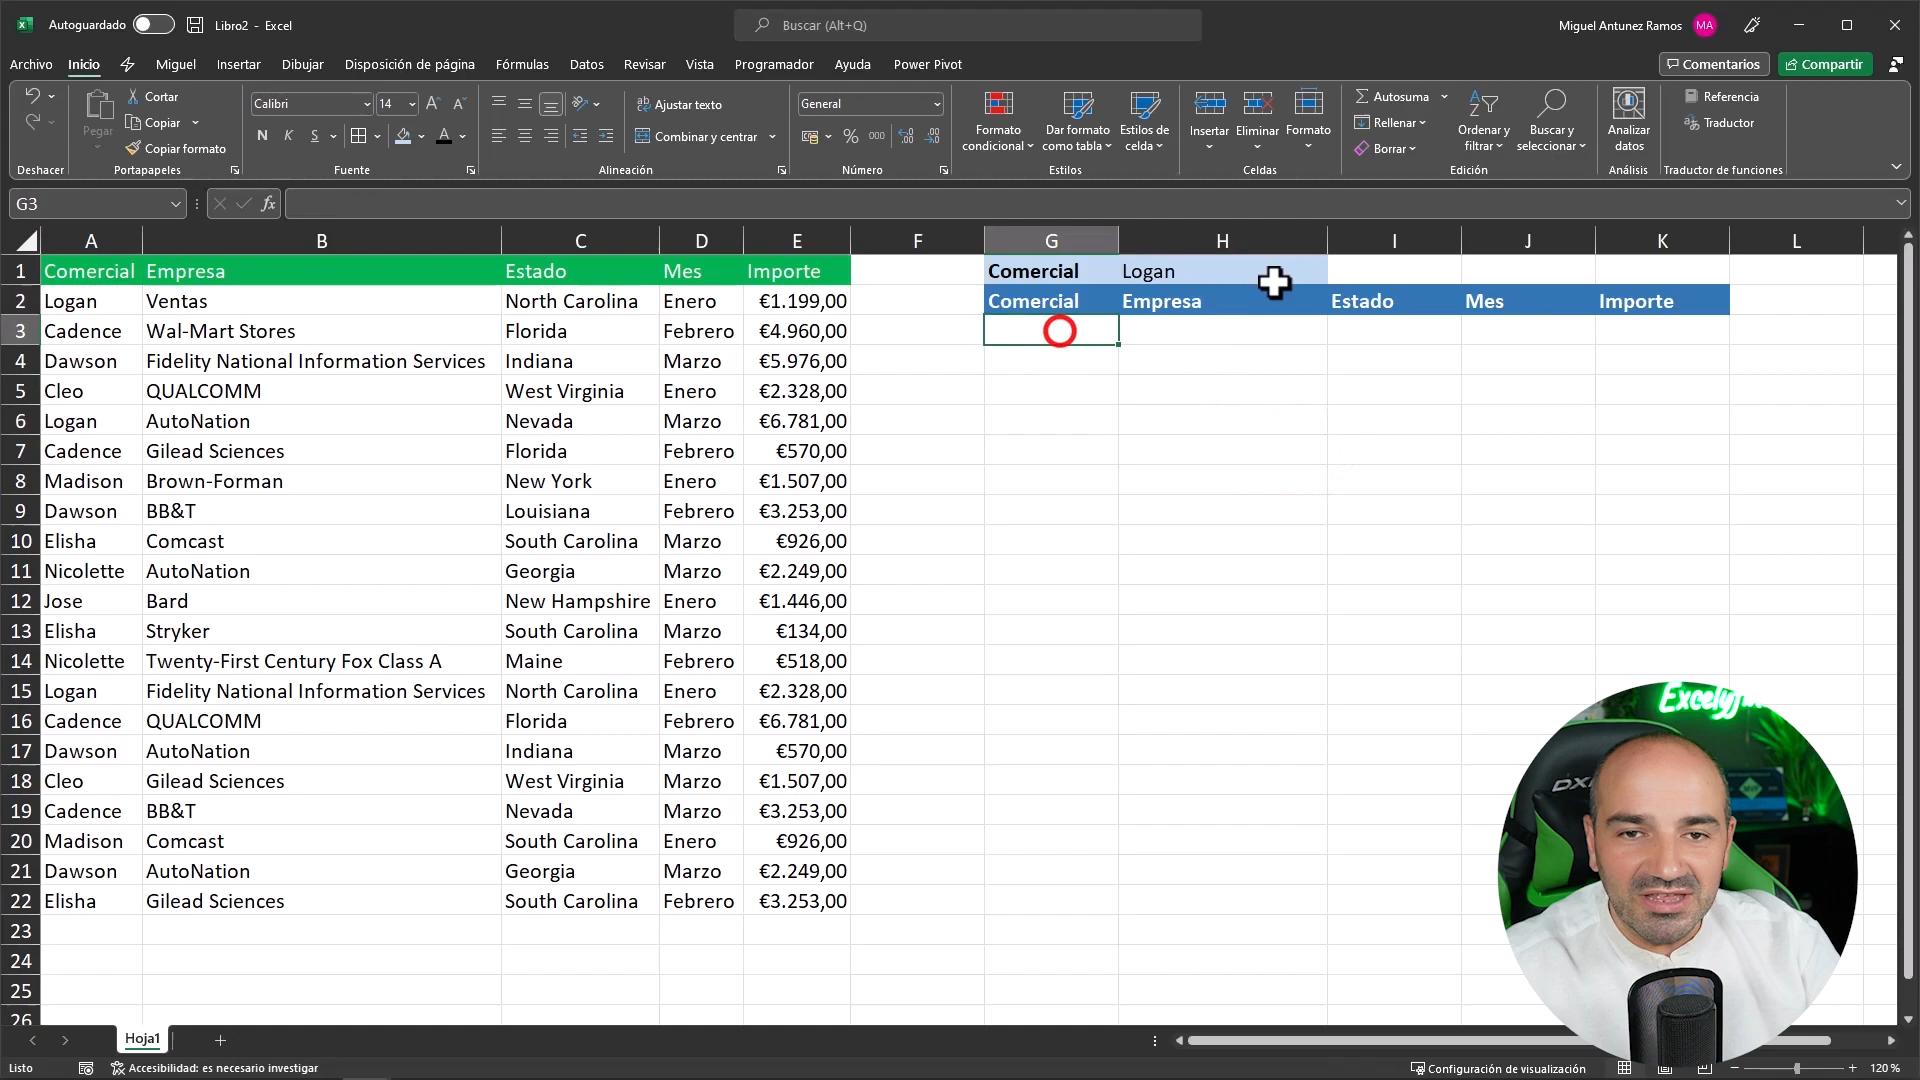 Autoguardado Libro2 - Excel Buscar (Alt+Q) Miguel Antunez Ramos MA
Archivo Inicio Miguel Insertar Dibujar Disposición de página Fórmulas Datos Revisar Vista Programador Ayuda Power Pivot Comentarios Compartir
Pegar
Cortar
Copiar
Copiar formato
Calibri 14
N K S
A A
Ajustar texto
Combinar y centrar
General
% 000
Formato condicional
Dar formato como tabla
Estilos de celda
Insertar
Eliminar
Formato
Autosuma
Rellenar
Borrar
Ordenar y filtrar
Buscar y seleccionar
Analizar datos
Referencia
Traductor
Deshacer Portapapeles Fuente Alineación Número Estilos Celdas Edición Análisis Traductor de funciones
G3 fx
A B C D E F G H I J K L
1 Comercial Empresa Estado Mes Importe Comercial Logan
2 Logan Ventas North Carolina Enero €1.199,00 Comercial Empresa Estado Mes Importe
3 Cadence Wal-Mart Stores Florida Febrero €4.960,00
4 Dawson Fidelity National Information Services Indiana Marzo €5.976,00
5 Cleo QUALCOMM West Virginia Enero €2.328,00
6 Logan AutoNation Nevada Marzo €6.781,00
7 Cadence Gilead Sciences Florida Febrero €570,00
8 Madison Brown-Forman New York Enero €1.507,00
9 Dawson BB&T Louisiana Febrero €3.253,00
10 Elisha Comcast South Carolina Marzo €926,00
11 Nicolette AutoNation Georgia Marzo €2.249,00
12 Jose Bard New Hampshire Enero €1.446,00
13 Elisha Stryker South Carolina Marzo €134,00
14 Nicolette Twenty-First Century Fox Class A Maine Febrero €518,00
15 Logan Fidelity National Information Services North Carolina Enero €2.328,00
16 Cadence QUALCOMM Florida Febrero €6.781,00
17 Dawson AutoNation Indiana Marzo €570,00
18 Cleo Gilead Sciences West Virginia Marzo €1.507,00
19 Cadence BB&T Nevada Marzo €3.253,00
20 Madison Comcast South Carolina Enero €926,00
21 Dawson AutoNation Georgia Marzo €2.249,00
22 Elisha Gilead Sciences South Carolina Febrero €3.253,00
23
24
25
26
Hoja1
Listo Accesibilidad: es necesario investigar Configuración de visualización 120 %